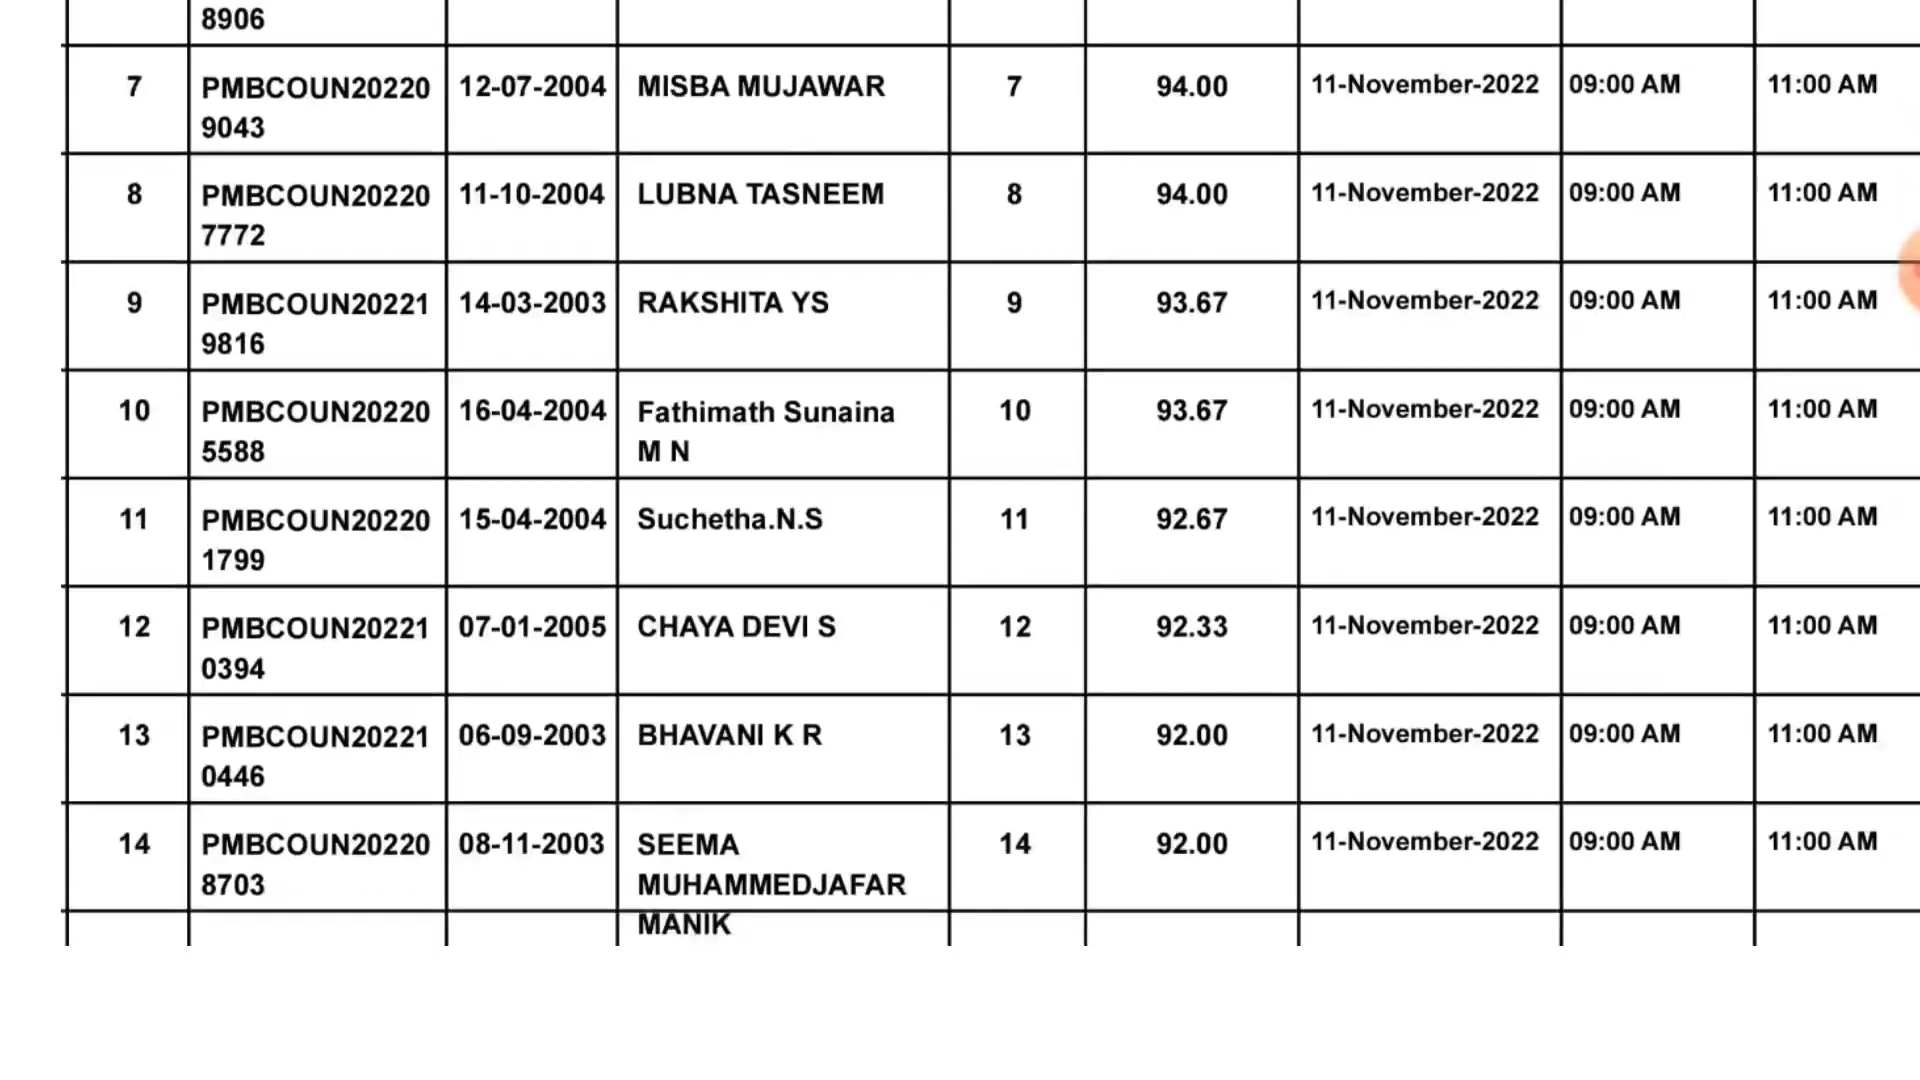 8906
7 PMBCOUN20220 12-07-2004 MISBA MUJAWAR 7 94.00 11-November-2022 09:00 AM 11:00 AM
9043
8 PMBCOUN20220 11-10-2004 LUBNA TASNEEM 8 94.00 11-November-2022 09:00 AM 11:00 AM
7772
9 PMBCOUN20221 14-03-2003 RAKSHITA YS 9 93.67 11-November-2022 09:00 AM 11:00 AM
9816
10 PMBCOUN20220 16-04-2004 Fathimath Sunaina 10 93.67 11-November-2022 09:00 AM 11:00 AM
5588 M N
11 PMBCOUN20220 15-04-2004 Suchetha.N.S 11 92.67 11-November-2022 09:00 AM 11:00 AM
1799
12 PMBCOUN20221 07-01-2005 CHAYA DEVI S 12 92.33 11-November-2022 09:00 AM 11:00 AM
0394
13 PMBCOUN20221 06-09-2003 BHAVANI K R 13 92.00 11-November-2022 09:00 AM 11:00 AM
0446
14 PMBCOUN20220 08-11-2003 SEEMA 14 92.00 11-November-2022 09:00 AM 11:00 AM
8703 MUHAMMEDJAFAR
MANIK